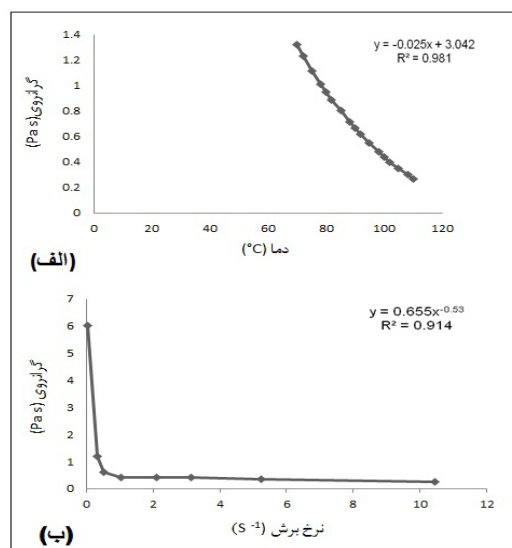 y = -0.025x + 3.042
R² = 0.981
گرانروی(Pa s)
1.4
1.2
1
0.8
0.6
0.4
0.2
0
0 20 40 60 80 100 120
دما (°C)
(الف)
y = 0.655x^-0.53
R² = 0.914
گرانروی (Pa s)
7
6
5
4
3
2
1
0
0 2 4 6 8 10 12
نرخ برش (S ⁻¹)
(ب)